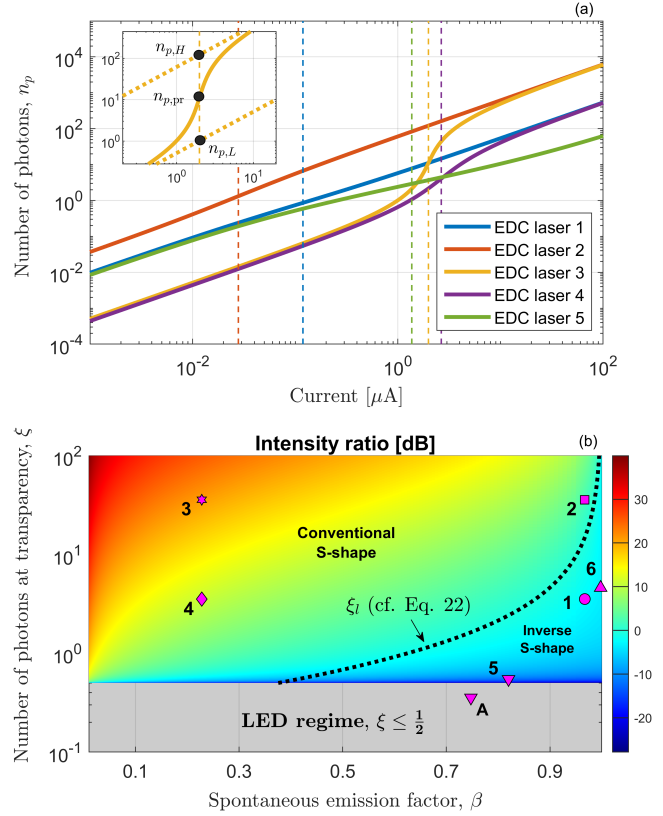 (a)
Number of photons, n_p
10^4
10^2
10^0
10^-2
10^-4
10^2
10^1
10^0
n_{p,H}
n_{p,pr}
n_{p,L}
10^0
10^1
EDC laser 1
EDC laser 2
EDC laser 3
EDC laser 4
EDC laser 5
10^-2
10^0
10^2
Current [μA]
Intensity ratio [dB]
(b)
Number of photons at transparency, ξ
10^2
10^1
10^0
10^-1
3
4
Conventional
S-shape
ξ_l (cf. Eq. 22)
2
6
1
Inverse
S-shape
5
A
LED regime, ξ ≤ 1/2
30
20
10
0
-10
-20
0.1
0.3
0.5
0.7
0.9
Spontaneous emission factor, β